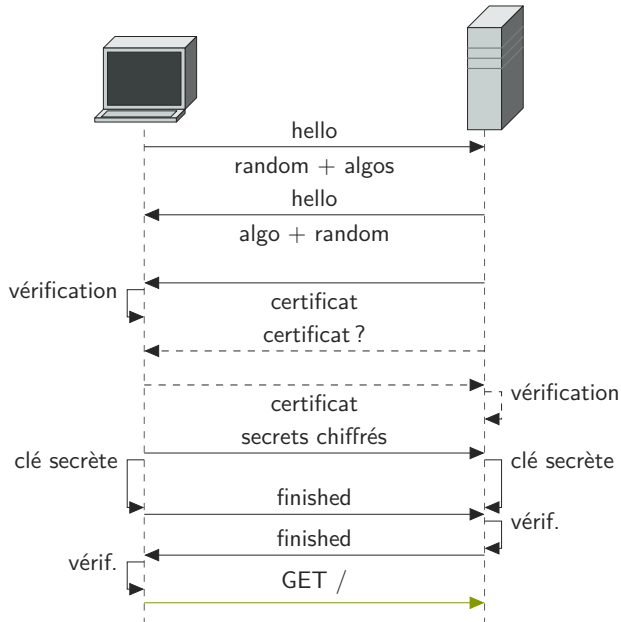 hello
random + algos
hello
algo + random
vérification
certificat
certificat ?
certificat
vérification
secrets chiffrés
clé secrète
clé secrète
finished
vérif.
finished
vérif.
GET /